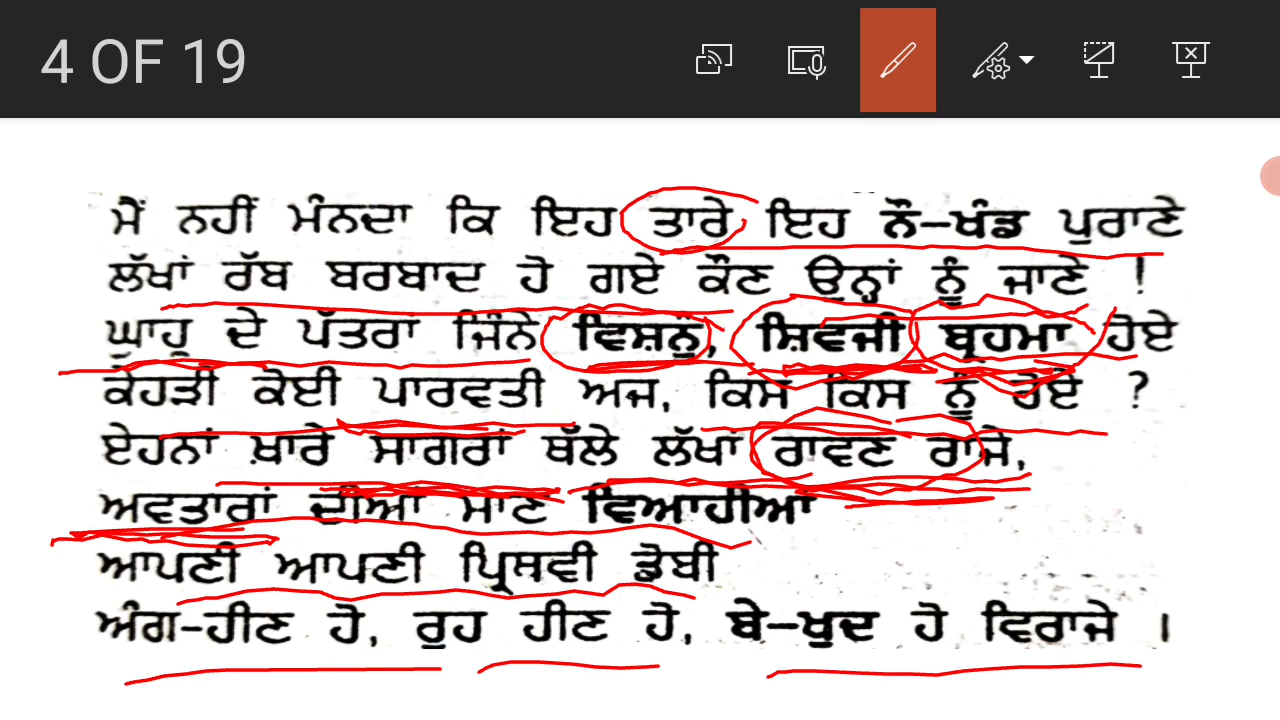 4 OF 19
ਮੈਂ ਨਹੀਂ ਮੰਨਦਾ ਕਿ ਇਹ ਤਾਰੇ ਇਹ ਨੌ-ਖੰਡ ਪੁਰਾਣੇ
ਲੱਖਾਂ ਰੱਬ ਬਰਬਾਦ ਹੋ ਗਏ ਕੌਣ ਉਨ੍ਹਾਂ ਨੂੰ ਜਾਣੇ !
ਘਾਹੂ ਦੇ ਪੱਤਰਾਂ ਜਿੰਨੇ ਵਿਸ਼ਨੂੰ, ਸ਼ਿਵਜੀ ਬ੍ਰਹਮਾ ਹੋਏ
ਕੇਹੜੀ ਕੋਈ ਪਾਰਵਤੀ ਅਜ, ਕਿਸ ਕਿਸ ਨੂੰ ਰੋਏ ?
ਏਹਨਾਂ ਖ਼ਾਰੇ ਸਾਗਰਾਂ ਥੱਲੇ ਲੱਖਾਂ ਰਾਵਣ ਰਾਜੇ,
ਅਵਤਾਰਾਂ ਦੀਆਂ ਮਾਣ ਵਿਆਹੀਆਂ
ਆਪਣੀ ਆਪਣੀ ਪ੍ਰਿਥਵੀ ਡੋਬੀ
ਅੰਗ-ਹੀਣ ਹੋ, ਰੂਹ ਹੀਣ ਹੋ, ਬੇ-ਖੁਦ ਹੋ ਵਿਰਾਜੇ ।